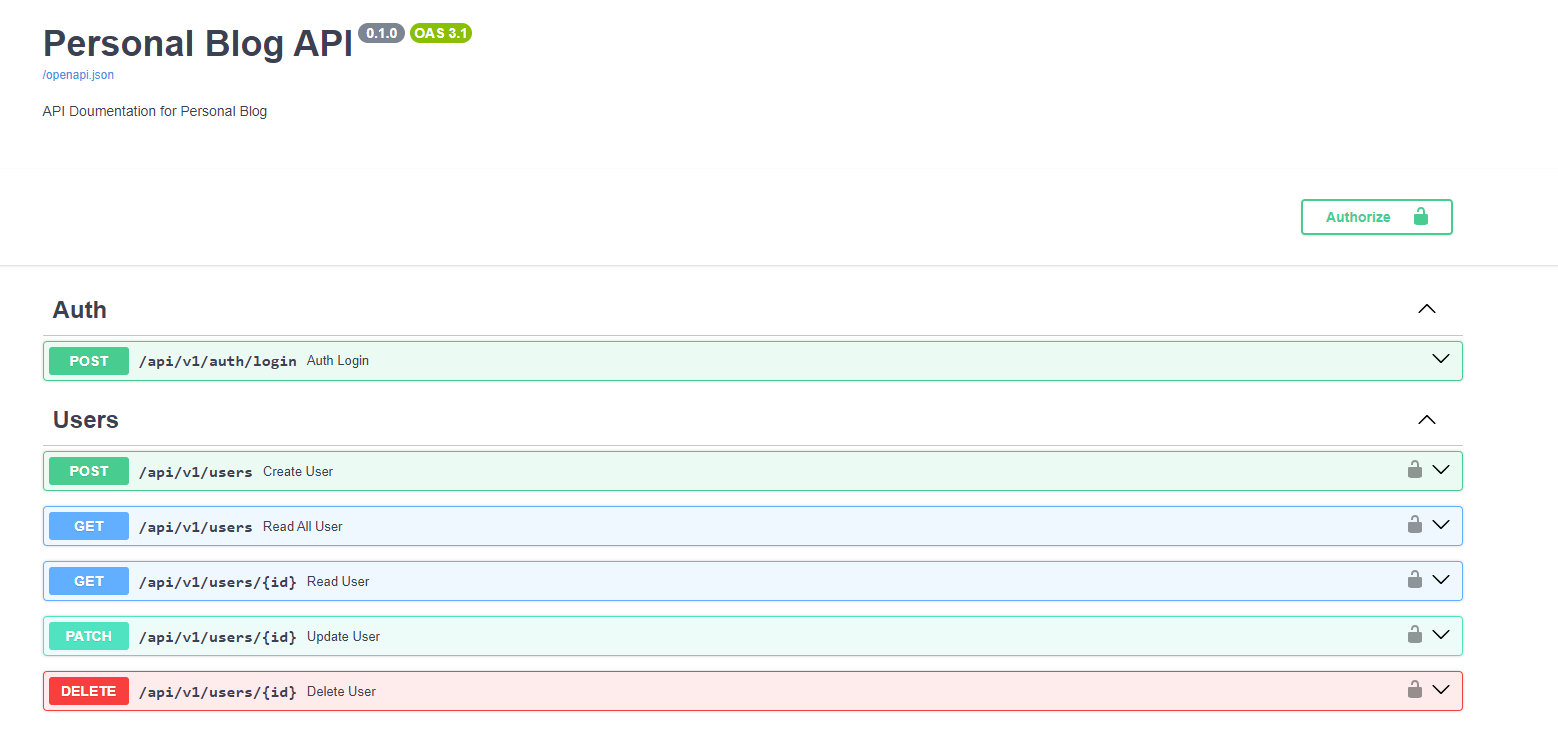 Personal Blog API 0.1.0 OAS 3.1
/openapi.json
API Doumentation for Personal Blog
Authorize
Auth
POST /api/v1/auth/login Auth Login
Users
POST /api/v1/users Create User
GET /api/v1/users Read All User
GET /api/v1/users/{id} Read User
PATCH /api/v1/users/{id} Update User
DELETE /api/v1/users/{id} Delete User